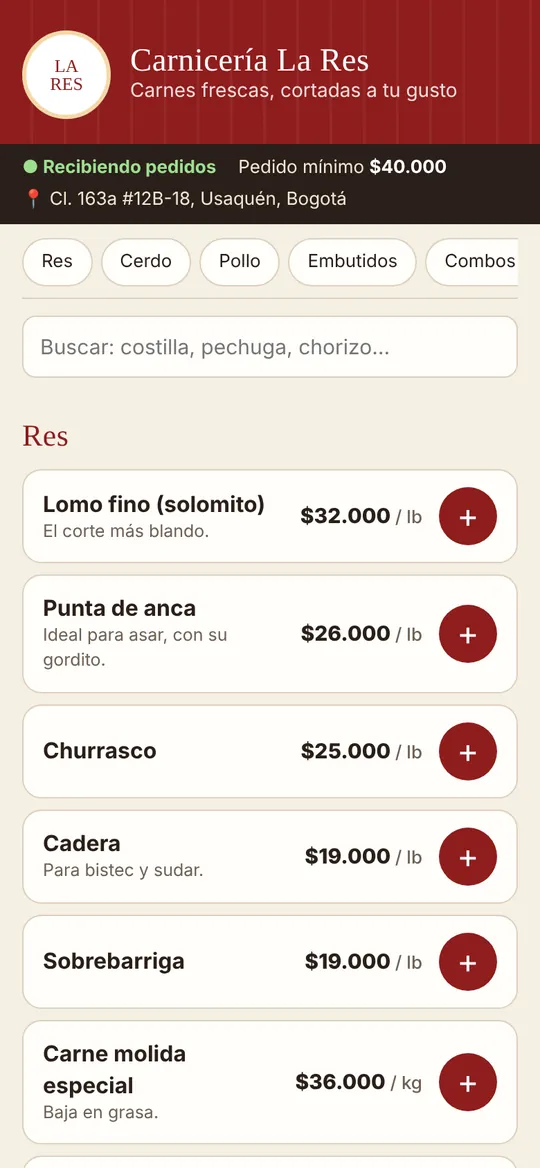 LA
RES
Carnicería La Res
Carnes frescas, cortadas a tu gusto
Recibiendo pedidos Pedido mínimo $40.000
📍 Cl. 163a #12B-18, Usaquén, Bogotá
Res Cerdo Pollo Embutidos Combos
Buscar: costilla, pechuga, chorizo...
Res
Lomo fino (solomito)
El corte más blando.
$32.000 / lb +
Punta de anca
Ideal para asar, con su
gordito.
$26.000 / lb +
Churrasco $25.000 / lb +
Cadera
Para bistec y sudar.
$19.000 / lb +
Sobrebarriga $19.000 / lb +
Carne molida
especial
Baja en grasa.
$36.000 / kg +